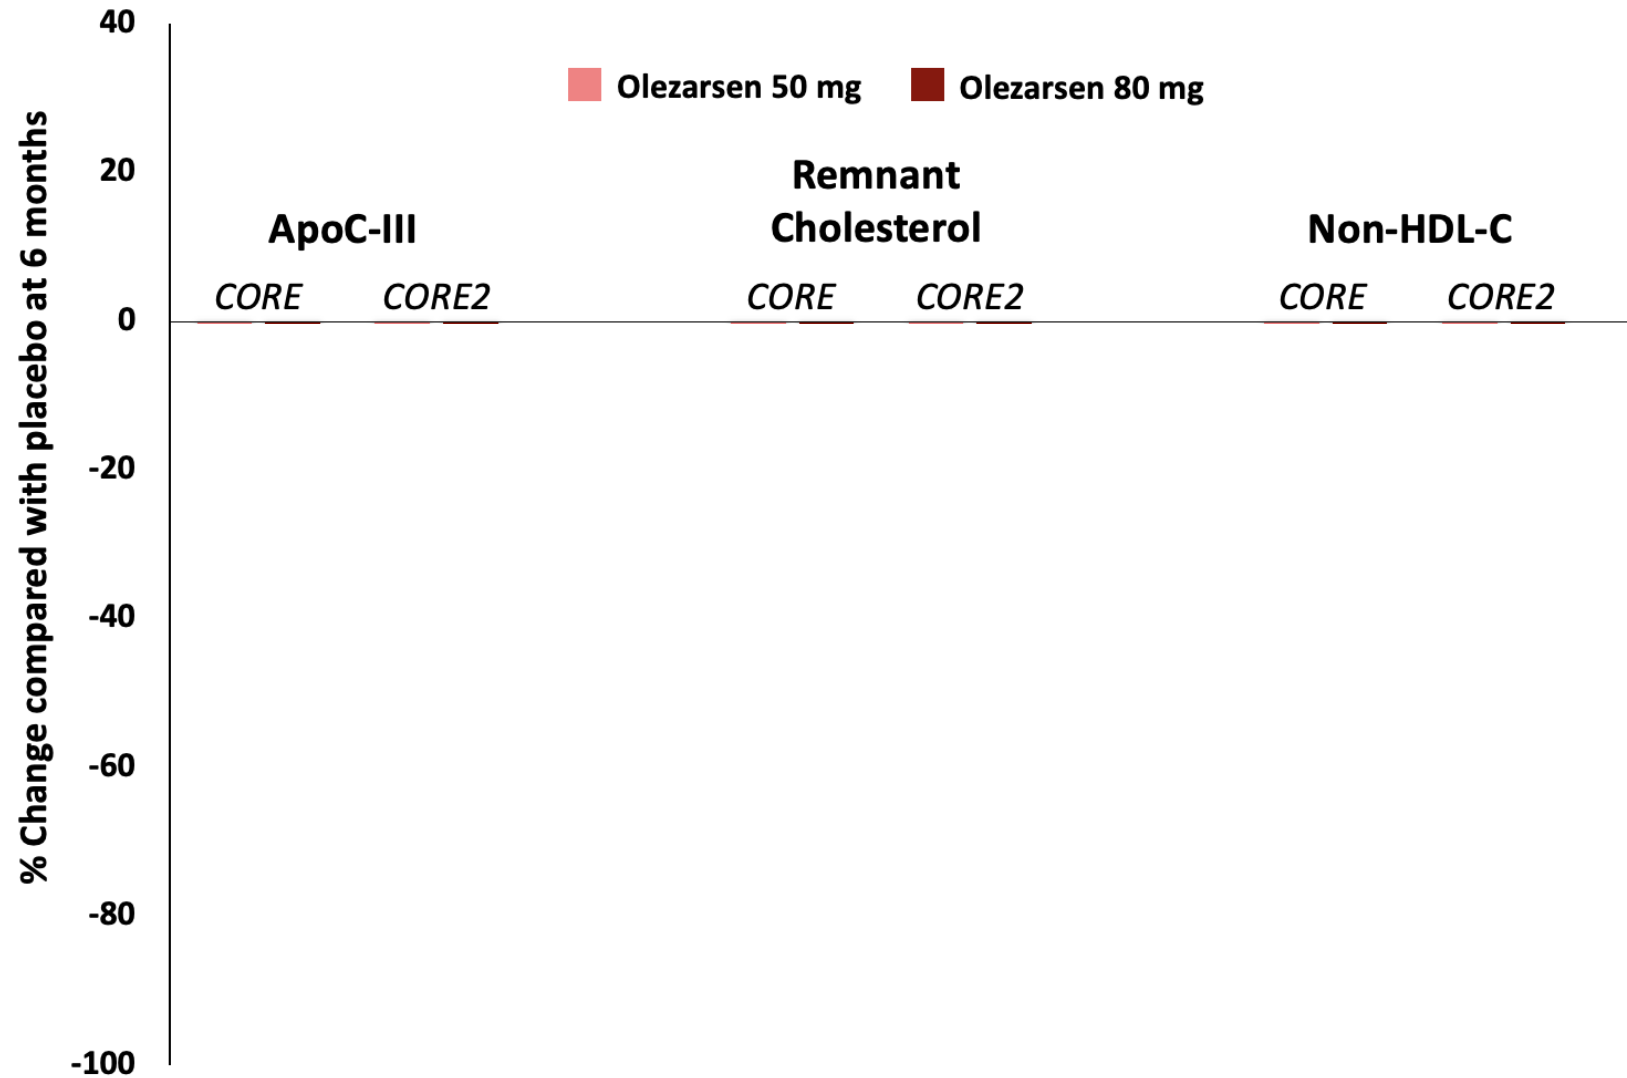 % Change compared with placebo at 6 months
40
20
0
-20
-40
-60
-80
-100
Olezarsen 50 mg
Olezarsen 80 mg
ApoC-III
CORE
CORE2
Remnant
Cholesterol
CORE
CORE2
Non-HDL-C
CORE
CORE2